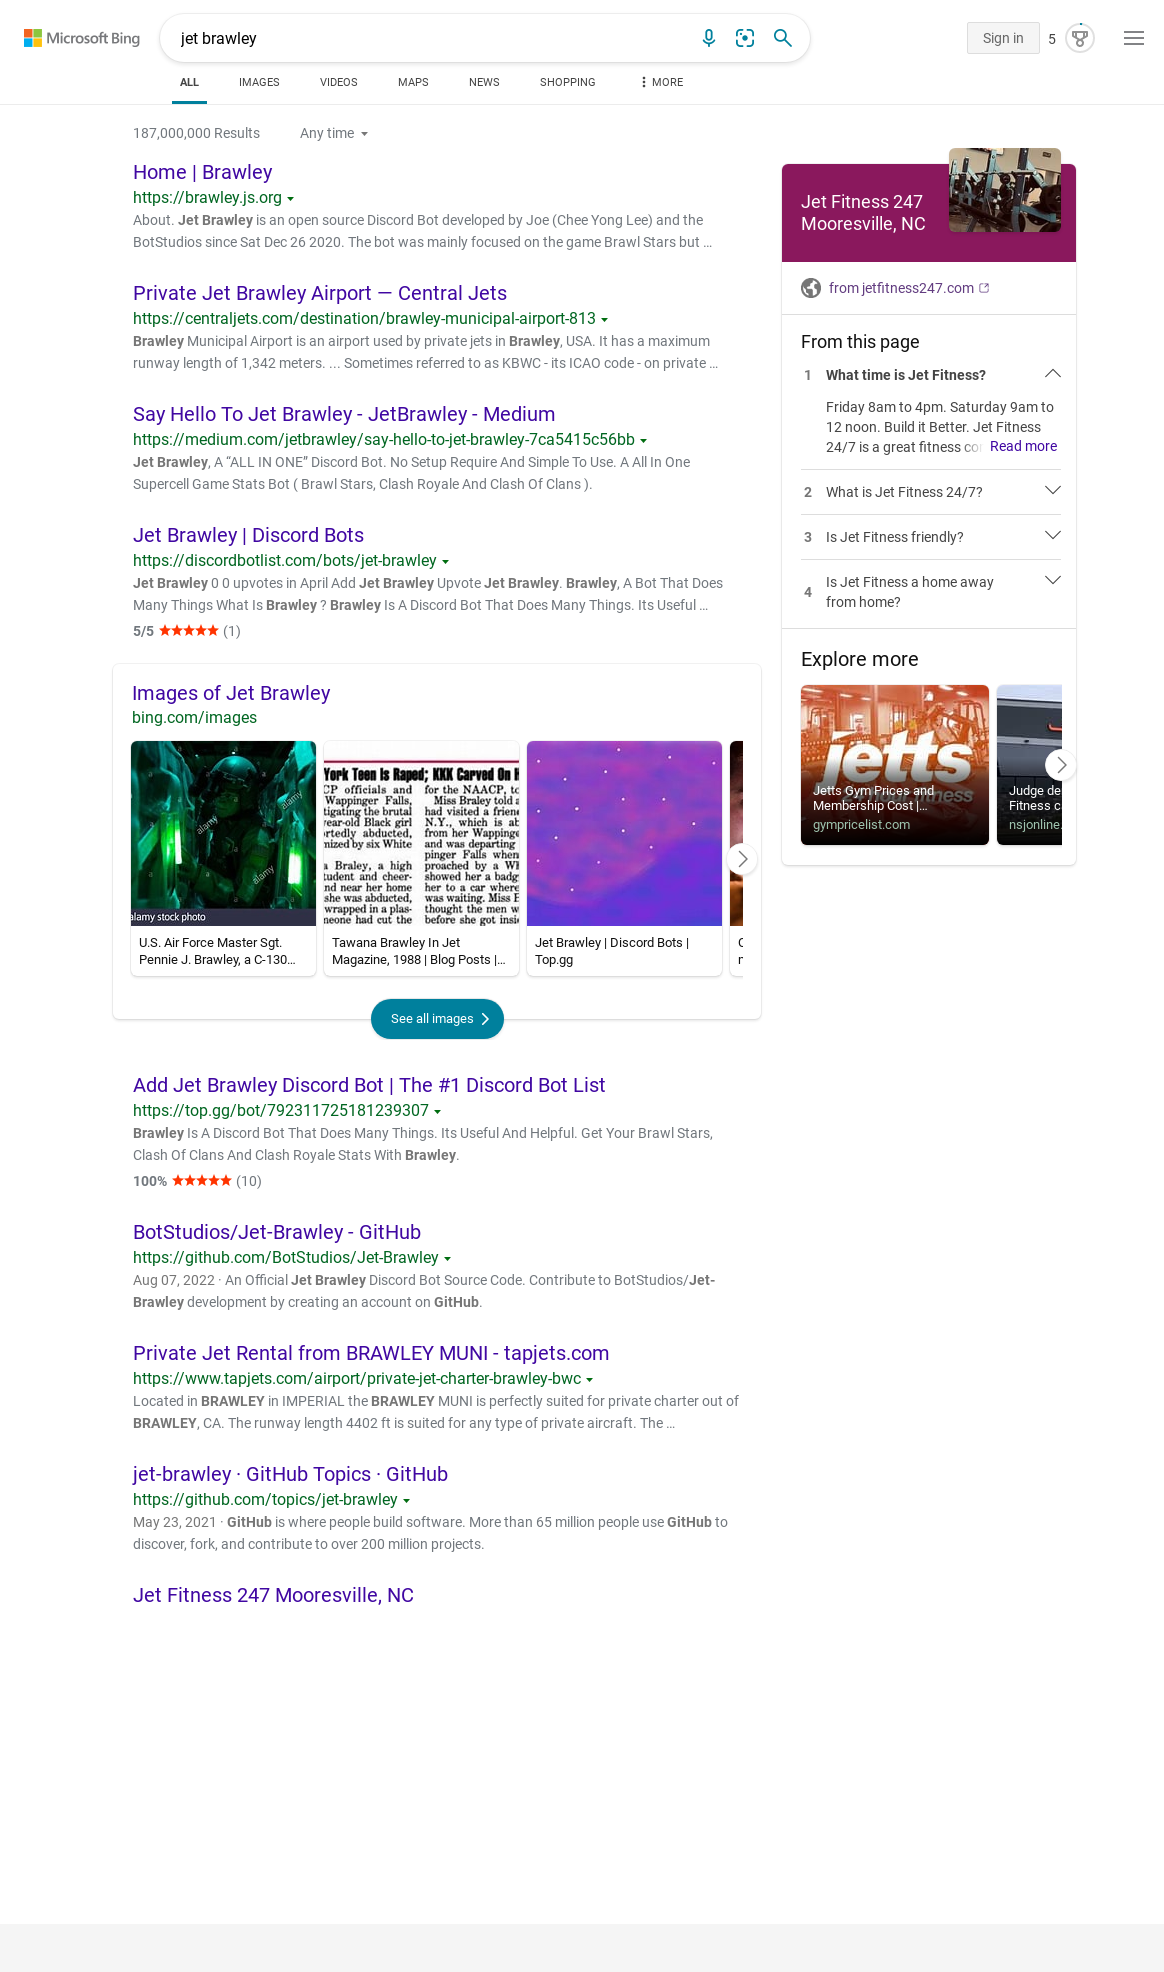 Microsoft Bing
jet brawley
Sign in
5
ALL
IMAGES
VIDEOS
MAPS
NEWS
SHOPPING
MORE
187,000,000 Results
Any time
Home | Brawley
https://brawley.js.org
About. Jet Brawley is an open source Discord Bot developed by Joe (Chee Yong Lee) and the
BotStudios since Sat Dec 26 2020. The bot was mainly focused on the game Brawl Stars but …
Private Jet Brawley Airport — Central Jets
https://centraljets.com/destination/brawley-municipal-airport-813
Brawley Municipal Airport is an airport used by private jets in Brawley, USA. It has a maximum
runway length of 1,342 meters. ... Sometimes referred to as KBWC - its ICAO code - on private …
Say Hello To Jet Brawley - JetBrawley - Medium
https://medium.com/jetbrawley/say-hello-to-jet-brawley-7ca5415c56bb
Jet Brawley, A “ALL IN ONE” Discord Bot. No Setup Require And Simple To Use. A All In One
Supercell Game Stats Bot ( Brawl Stars, Clash Royale And Clash Of Clans ).
Jet Brawley | Discord Bots
https://discordbotlist.com/bots/jet-brawley
Jet Brawley 0 0 upvotes in April Add Jet Brawley Upvote Jet Brawley. Brawley, A Bot That Does
Many Things What Is Brawley ? Brawley Is A Discord Bot That Does Many Things. Its Useful …
5/5 (1)
Images of Jet Brawley
bing.com/images
alamy
alamy
alamy
alamy stock photo
York Teen Is Raped; KKK Carved On H
CP officials and
Wappinger Falls,
tigating the brutal
year-old Black girl
ortedly abducted,
nized by six White
a Braley, a high
tudent and cheer-
nd near her home
she was abducted,
wrapped in a plas-
neone had cut the
for the NAACP, to
Miss Braley told a
had visited a friend
N.Y., which is ab
from her Wappinge
and was departing
pinger Falls when
proached by a Wh
showed her a badg
her to a car where
was waiting. Miss B
thought the men w
before she got insi
U.S. Air Force Master Sgt.
Pennie J. Brawley, a C-130…
Tawana Brawley In Jet
Magazine, 1988 | Blog Posts |…
Jet Brawley | Discord Bots |
Top.gg
See all images
Add Jet Brawley Discord Bot | The #1 Discord Bot List
https://top.gg/bot/792311725181239307
Brawley Is A Discord Bot That Does Many Things. Its Useful And Helpful. Get Your Brawl Stars,
Clash Of Clans And Clash Royale Stats With Brawley.
100% (10)
BotStudios/Jet-Brawley - GitHub
https://github.com/BotStudios/Jet-Brawley
Aug 07, 2022 · An Official Jet Brawley Discord Bot Source Code. Contribute to BotStudios/Jet-
Brawley development by creating an account on GitHub.
Private Jet Rental from BRAWLEY MUNI - tapjets.com
https://www.tapjets.com/airport/private-jet-charter-brawley-bwc
Located in BRAWLEY in IMPERIAL the BRAWLEY MUNI is perfectly suited for private charter out of
BRAWLEY, CA. The runway length 4402 ft is suited for any type of private aircraft. The …
jet-brawley · GitHub Topics · GitHub
https://github.com/topics/jet-brawley
May 23, 2021 · GitHub is where people build software. More than 65 million people use GitHub to
discover, fork, and contribute to over 200 million projects.
Jet Fitness 247 Mooresville, NC
Jet Fitness 247
Mooresville, NC
from jetfitness247.com
From this page
1 What time is Jet Fitness?
Friday 8am to 4pm. Saturday 9am to
12 noon. Build it Better. Jet Fitness
24/7 is a great fitness co Read more
2 What is Jet Fitness 24/7?
3 Is Jet Fitness friendly?
4 Is Jet Fitness a home away
from home?
Explore more
jetts
Jetts Gym Prices and
Membership Cost |…
gympricelist.com
Judge de
Fitness c
nsjonline.